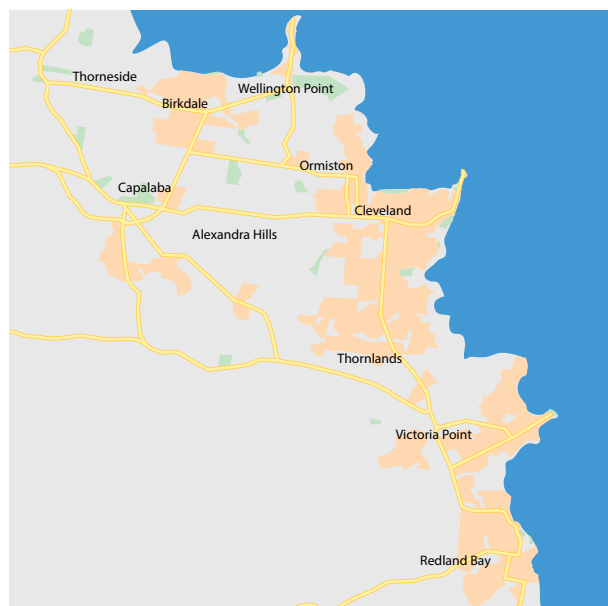 Thorneside
Wellington Point
Birkdale
Ormiston
Capalaba
Cleveland
Alexandra Hills
Thornlands
Victoria Point
Redland Bay